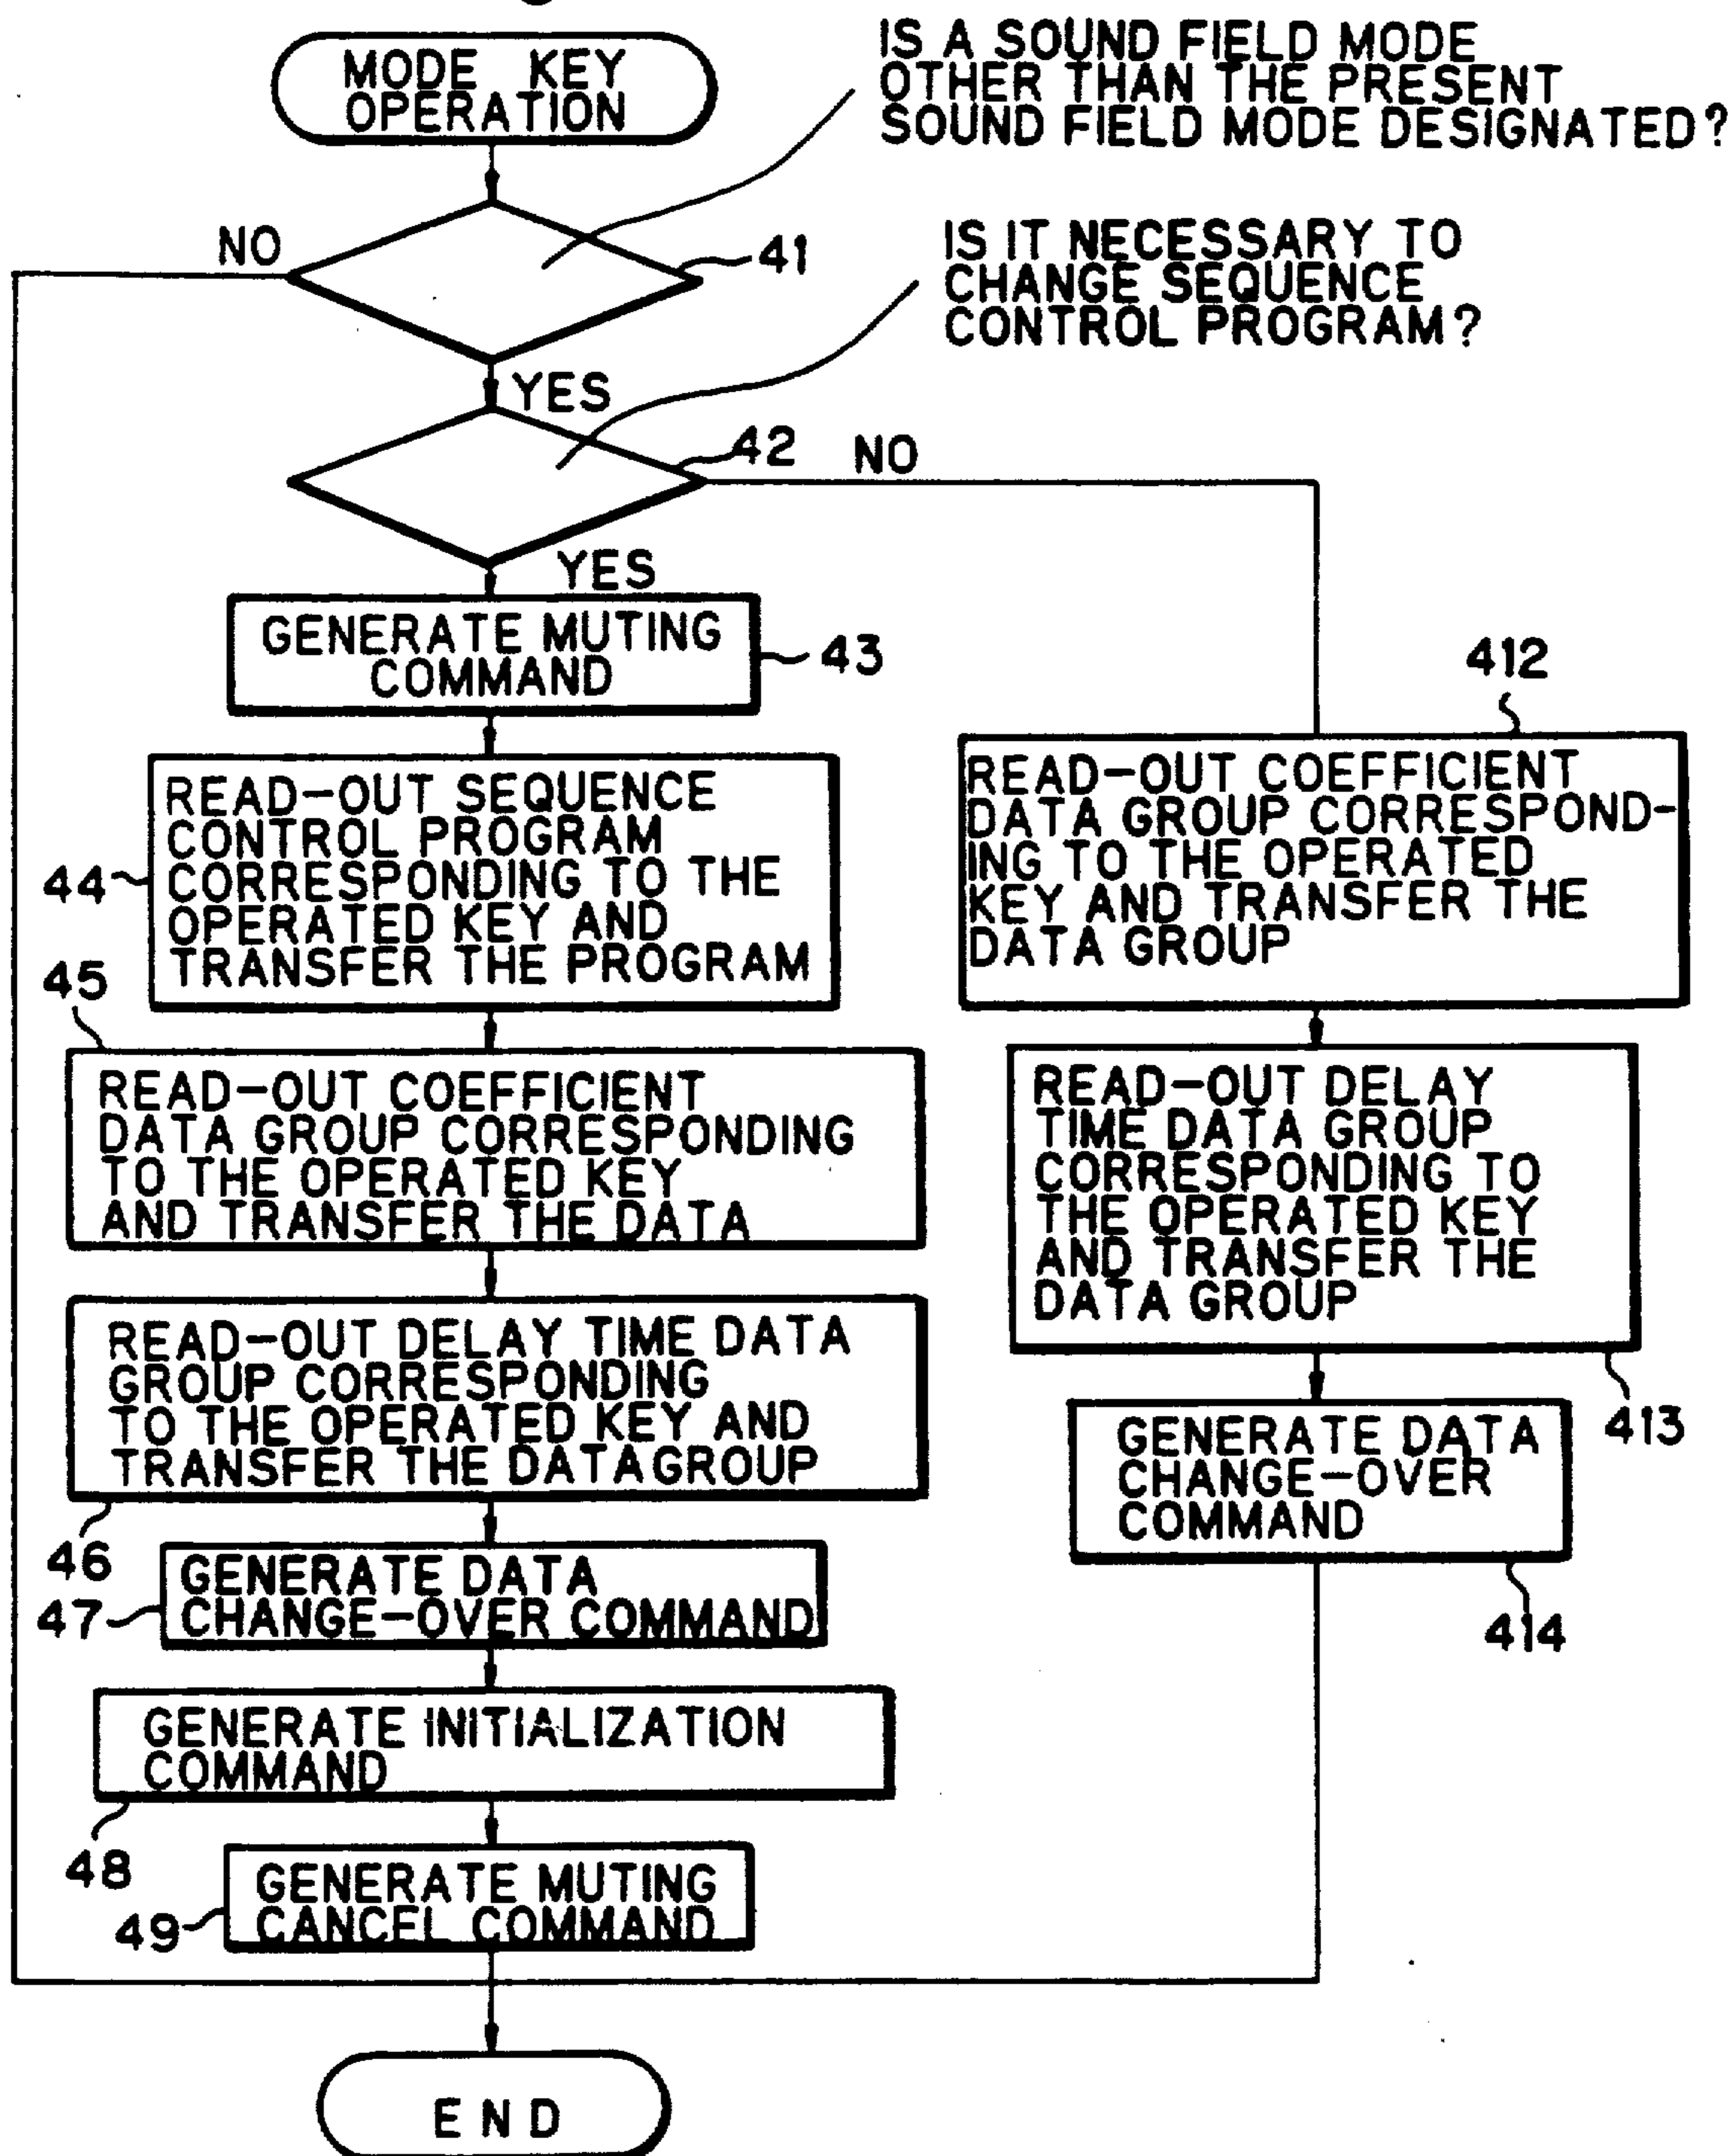 MODE KEY
OPERATION
IS A SOUND FIELD MODE
OTHER THAN THE PRESENT
SOUND FIELD MODE DESIGNATED?
NO
41
IS IT NECESSARY TO
CHANGE SEQUENCE
CONTROL PROGRAM?
YES
42
NO
YES
GENERATE MUTING
COMMAND
43
44
READ-OUT SEQUENCE
CONTROL PROGRAM
CORRESPONDING TO THE
OPERATED KEY AND
TRANSFER THE PROGRAM
45
READ-OUT COEFFICIENT
DATA GROUP CORRESPONDING
TO THE OPERATED KEY
AND TRANSFER THE DATA
READ-OUT DELAY TIME DATA
GROUP CORRESPONDING
TO THE OPERATED KEY AND
TRANSFER THE DATAGROUP
46
47
GENERATE DATA
CHANGE-OVER COMMAND
GENERATE INITIALIZATION
COMMAND
48
GENERATE MUTING
CANCEL COMMAND
49
412
READ-OUT COEFFICIENT
DATA GROUP CORRESPOND-
ING TO THE OPERATED
KEY AND TRANSFER THE
DATA GROUP
READ-OUT DELAY
TIME DATA GROUP
CORRESPONDING TO
THE OPERATED KEY
AND TRANSFER THE
DATA GROUP
413
GENERATE DATA
CHANGE-OVER
COMMAND
414
END